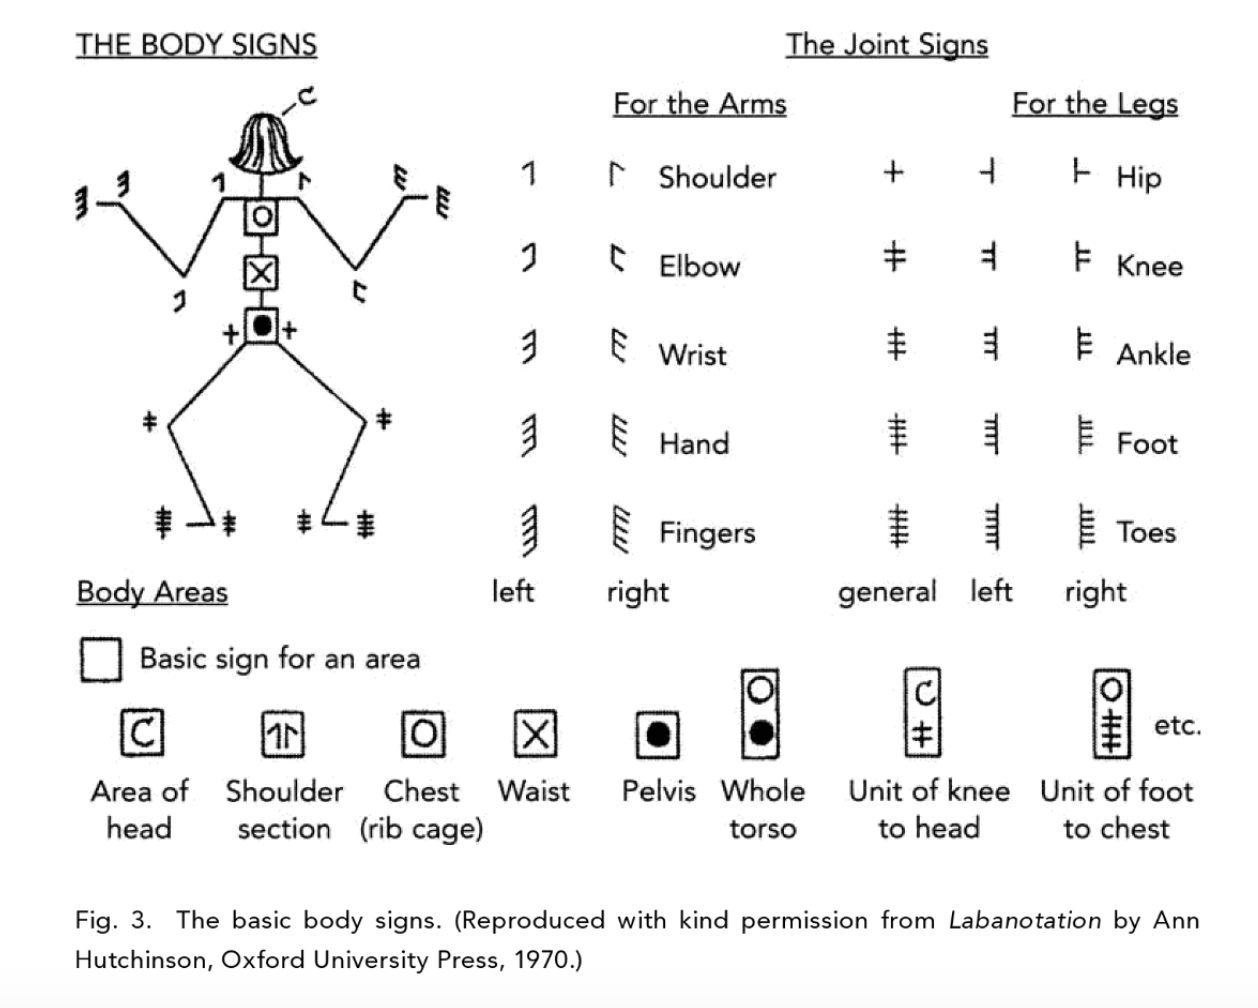 THE BODY SIGNS
The Joint Signs
For the Arms
For the Legs
Shoulder
Hip
Elbow
Knee
Wrist
Ankle
Hand
Foot
Fingers
Toes
left right general left right
Body Areas
Basic sign for an area
etc.
Area of head
Shoulder section
Chest (rib cage)
Waist
Pelvis
Whole torso
Unit of knee to head
Unit of foot to chest
Fig. 3. The basic body signs. (Reproduced with kind permission from Labanotation by Ann
Hutchinson, Oxford University Press, 1970.)